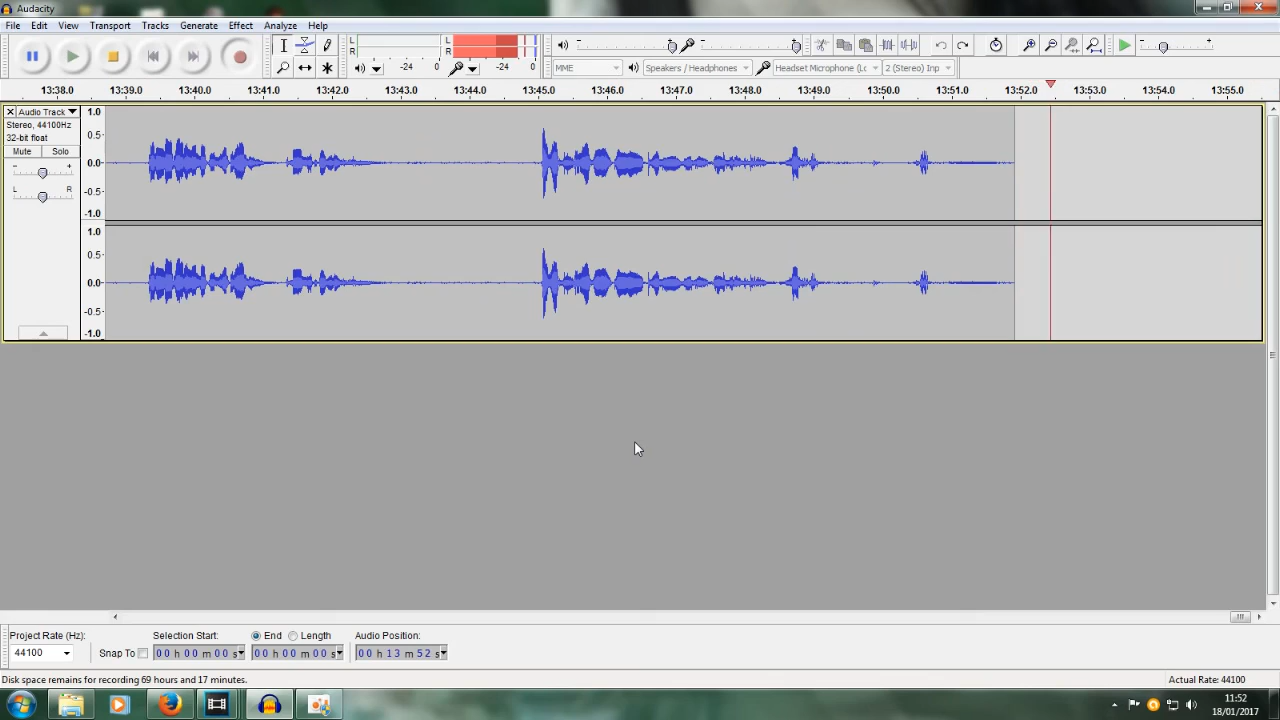 Audacity
File Edit View Transport Tracks Generate Effect Analyze Help
L R -24 0 L R -24 0
MME Speakers / Headphones Headset Microphone (Lc 2 (Stereo) Inp
13:38.0 13:39.0 13:40.0 13:41.0 13:42.0 13:43.0 13:44.0 13:45.0 13:46.0 13:47.0 13:48.0 13:49.0 13:50.0 13:51.0 13:52.0 13:53.0 13:54.0 13:55.0
Audio Track
Stereo, 44100Hz
32-bit float
Mute Solo
- +
L R
1.0
0.5
0.0
-0.5
-1.0
1.0
0.5
0.0
-0.5
-1.0
Project Rate (Hz): Selection Start: End Length Audio Position:
44100 Snap To 00 h 00 m 00 s 00 h 00 m 00 s 00 h 13 m 52 s
Disk space remains for recording 69 hours and 17 minutes. Actual Rate: 44100
11:52
18/01/2017